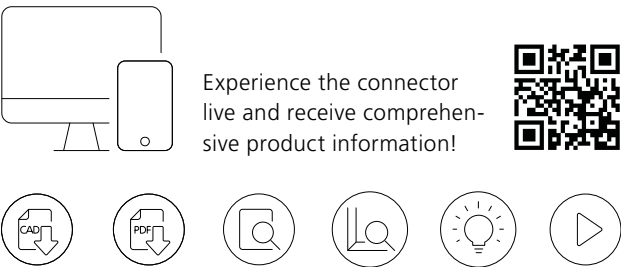 Experience the connector
live and receive comprehen-
sive product information!
CAD
PDF